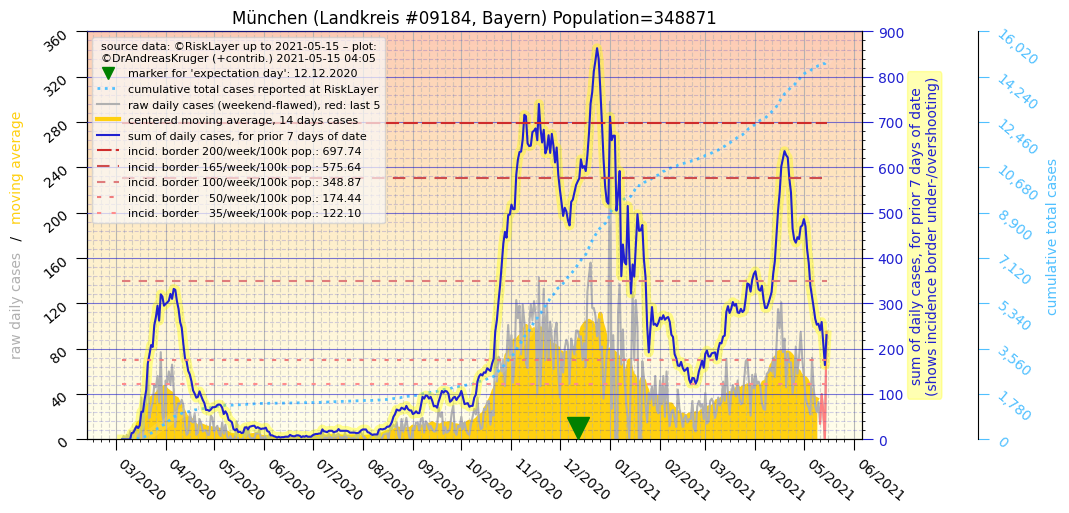 München (Landkreis #09184, Bayern) Population=348871
source data: ©RiskLayer up to 2021-05-15 – plot:
©DrAndreasKruger (+contrib.) 2021-05-15 04:05
marker for 'expectation day': 12.12.2020
cumulative total cases reported at RiskLayer
raw daily cases (weekend-flawed), red: last 5
centered moving average, 14 days cases
sum of daily cases, for prior 7 days of date
incid. border 200/week/100k pop.: 697.74
incid. border 165/week/100k pop.: 575.64
incid. border 100/week/100k pop.: 348.87
incid. border   50/week/100k pop.: 174.44
incid. border   35/week/100k pop.: 122.10
raw daily cases  /  moving average
360
320
280
240
200
160
120
80
40
0
03/2020
04/2020
05/2020
06/2020
07/2020
08/2020
09/2020
10/2020
11/2020
12/2020
01/2021
02/2021
03/2021
04/2021
05/2021
06/2021
900
800
700
600
500
400
300
200
100
0
sum of daily cases, for prior 7 days of date
(shows incidence border under-/overshooting)
16,020
14,240
12,460
10,680
8,900
7,120
5,340
3,560
1,780
0
cumulative total cases